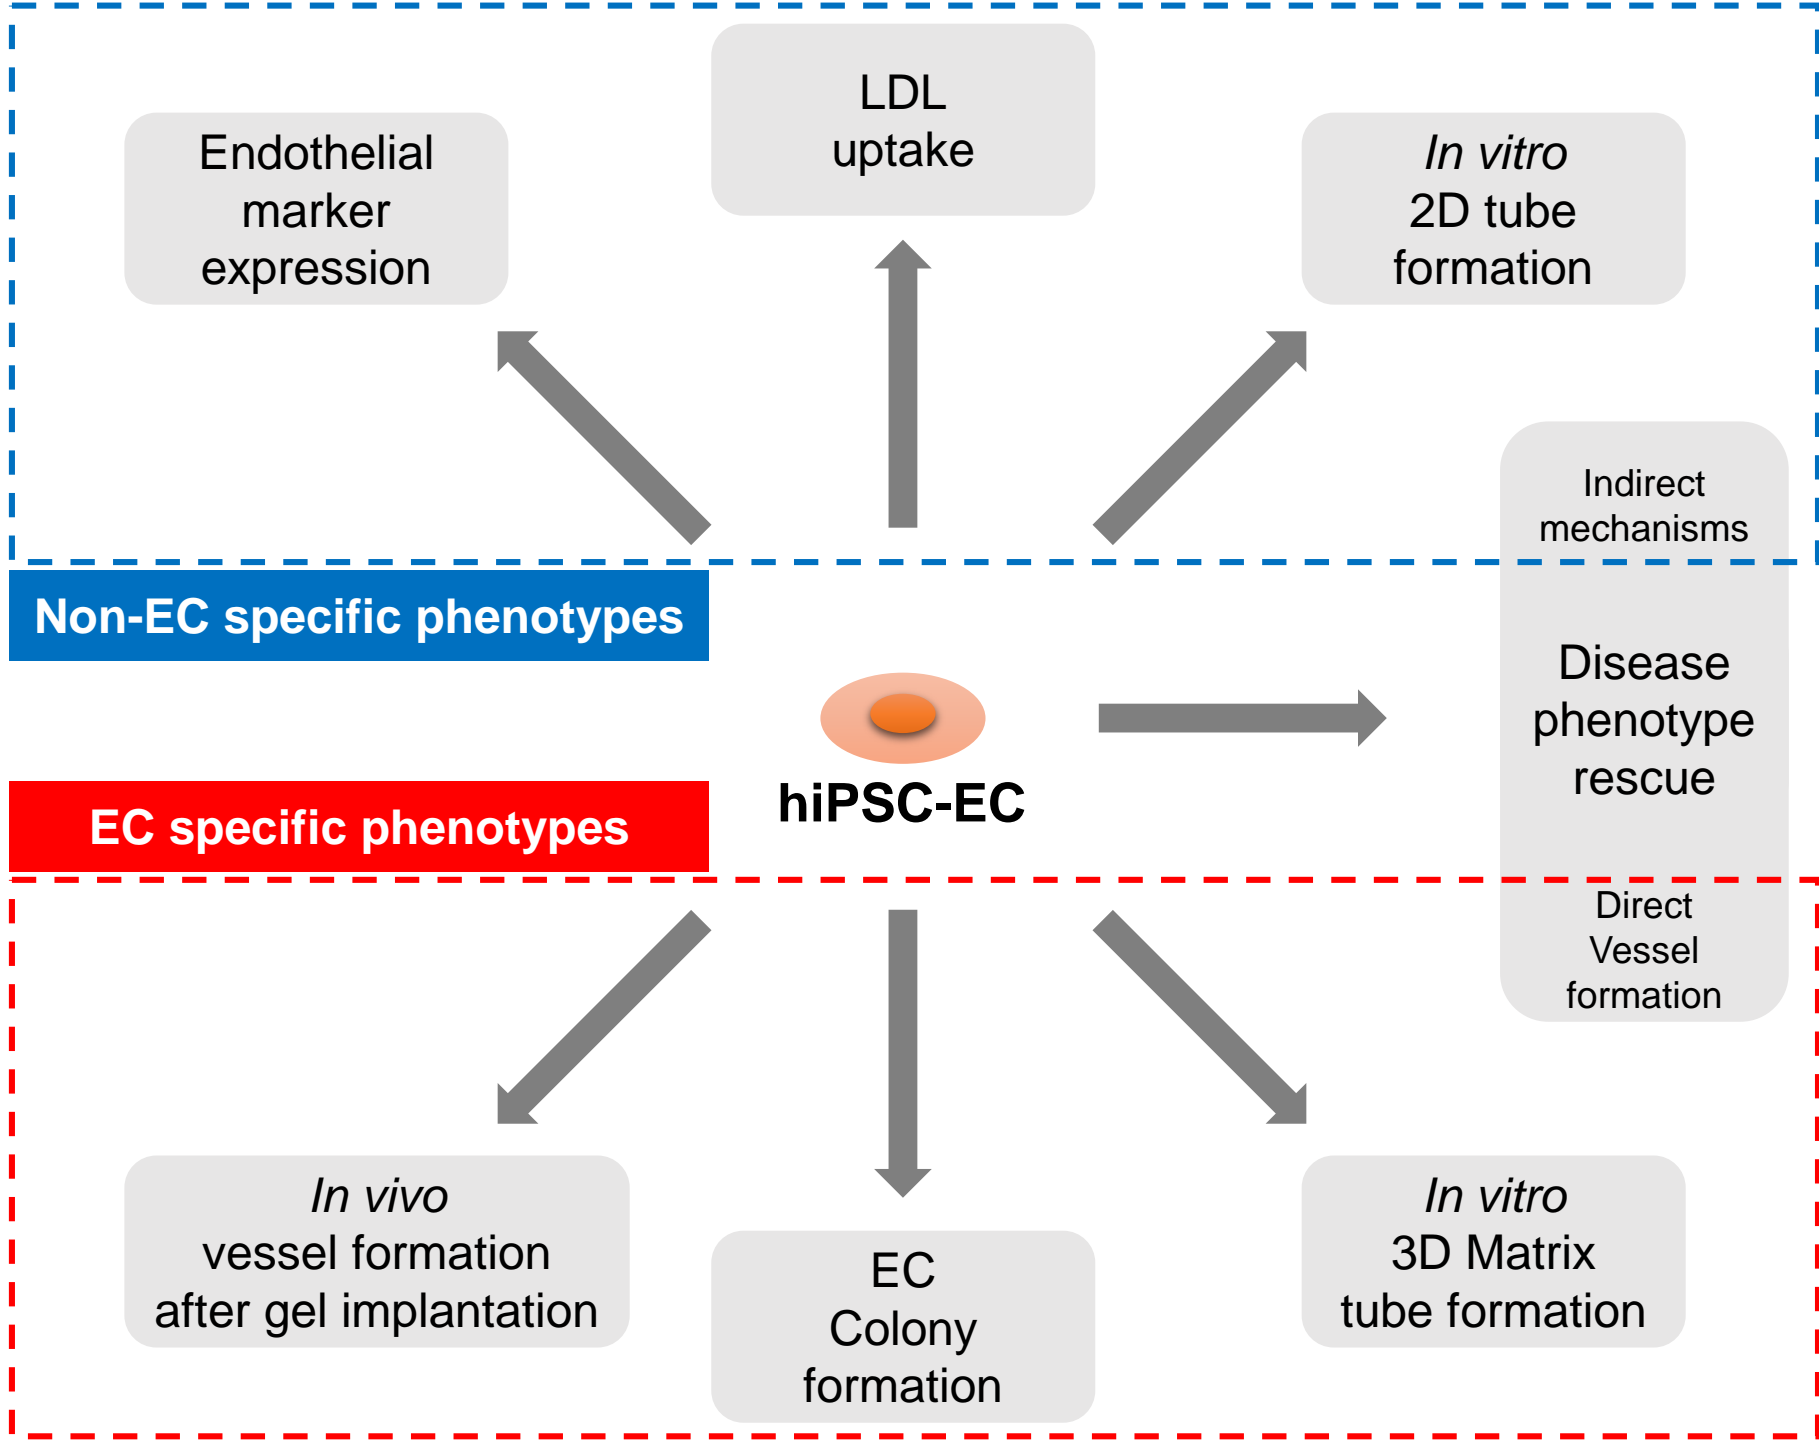 LDL
uptake
Endothelial
marker
expression
In vitro
2D tube
formation
Indirect
mechanisms
Non-EC specific phenotypes
Disease
phenotype
rescue
hiPSC-EC
EC specific phenotypes
Direct
Vessel
formation
In vivo
vessel formation
after gel implantation
EC
Colony
formation
In vitro
3D Matrix
tube formation